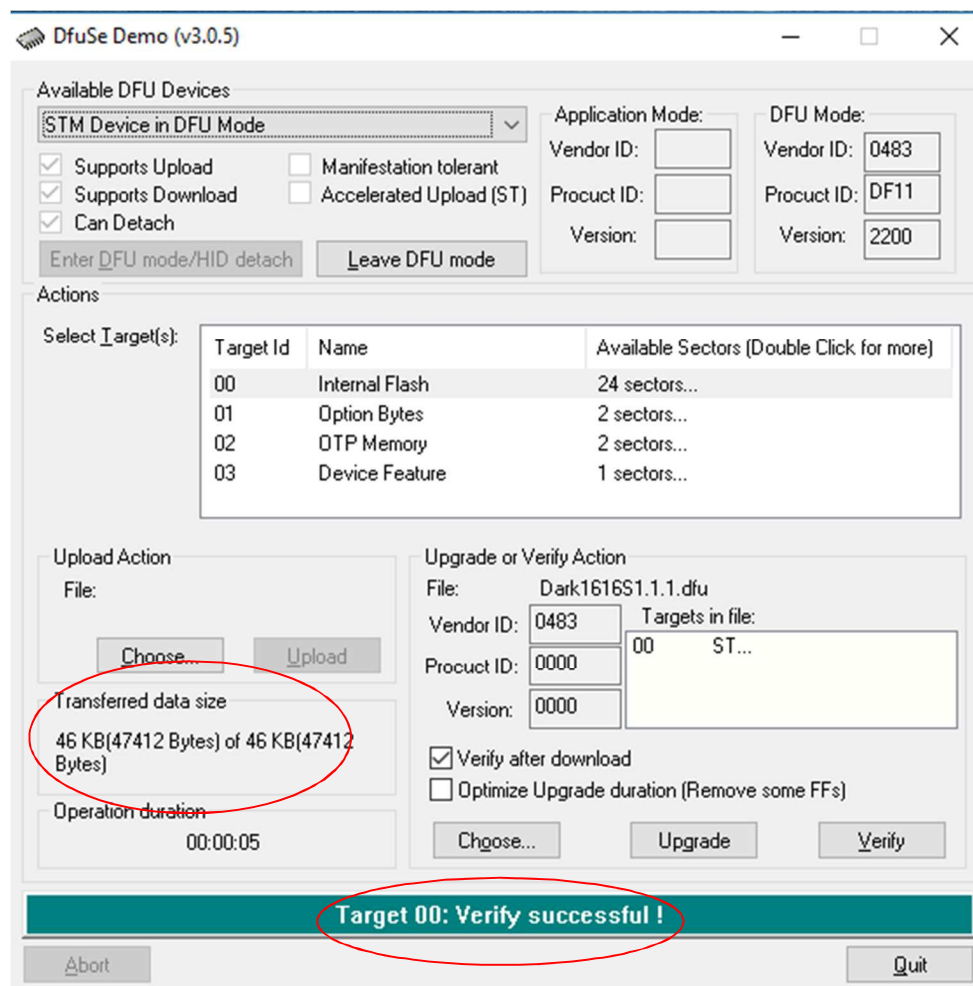 DfuSe Demo (v3.0.5)
Available DFU Devices
STM Device in DFU Mode
Supports Upload
Manifestation tolerant
Supports Download
Accelerated Upload (ST)
Can Detach
Enter DFU mode/HID detach
Leave DFU mode
Application Mode:
Vendor ID:
Procuct ID:
Version:
DFU Mode:
Vendor ID: 0483
Procuct ID: DF11
Version: 2200
Actions
Select Target(s):
Target Id Name Available Sectors (Double Click for more)
00 Internal Flash 24 sectors...
01 Option Bytes 2 sectors...
02 OTP Memory 2 sectors...
03 Device Feature 1 sectors...
Upload Action
File:
Choose...
Upload
Transferred data size
46 KB(47412 Bytes) of 46 KB(47412
Bytes)
Operation duration
00:00:05
Upgrade or Verify Action
File: Dark1616S1.1.1.dfu
Vendor ID: 0483
Procuct ID: 0000
Version: 0000
Targets in file:
00 ST...
Verify after download
Optimize Upgrade duration (Remove some FFs)
Choose...
Upgrade
Verify
Target 00: Verify successful !
Abort
Quit